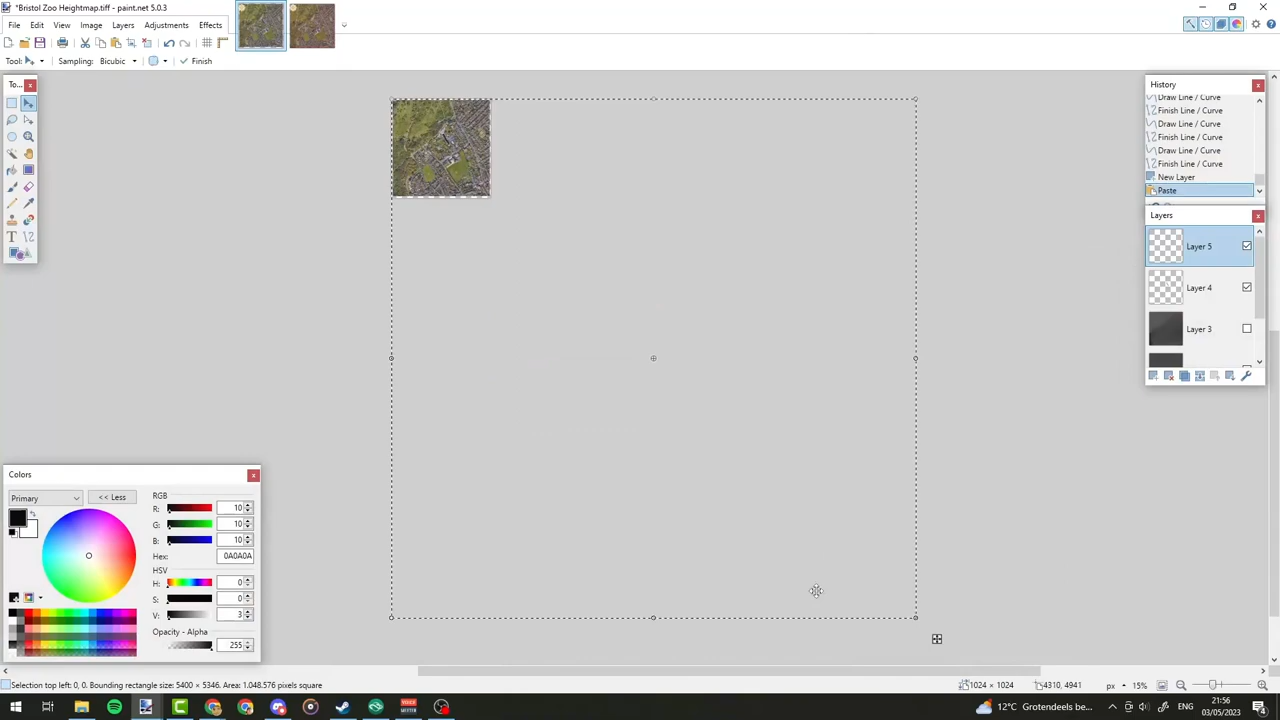 *Bristol Zoo Heightmap.tiff - paint.net 5.0.3
File Edit View Image Layers Adjustments Effects
Tool: Sampling: Bicubic Finish
To...
History
Draw Line / Curve
Finish Line / Curve
Draw Line / Curve
Finish Line / Curve
Draw Line / Curve
Finish Line / Curve
New Layer
Paste
Layers
Layer 5
Layer 4
Layer 3
Colors
Primary
<< Less
RGB
R: 10
G: 10
B: 10
Hex: 0A0A0A
HSV
H: 0
S: 0
V: 3
Opacity - Alpha
255
Selection top left: 0, 0. Bounding rectangle size: 5400 × 5346. Area: 1.048.576 pixels square
1024 × 1024
4310, 4941
px
15%
12°C Grotendeels be...
ENG
21:56
03/05/2023